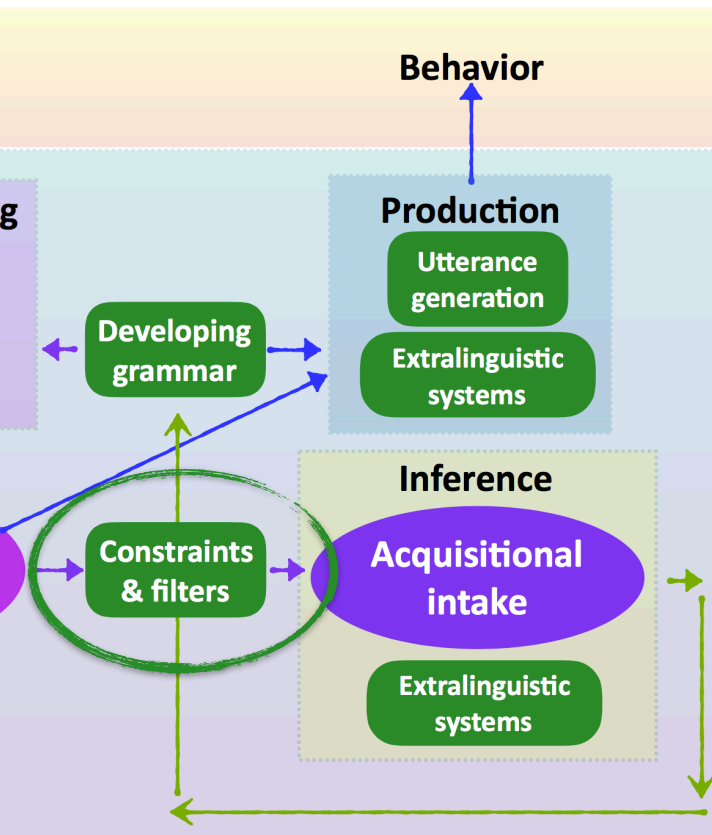 Behavior
g
Production
Utterance
generation
Developing
grammar
Extralinguistic
systems
Inference
Constraints
& filters
Acquisitional
intake
Extralinguistic
systems